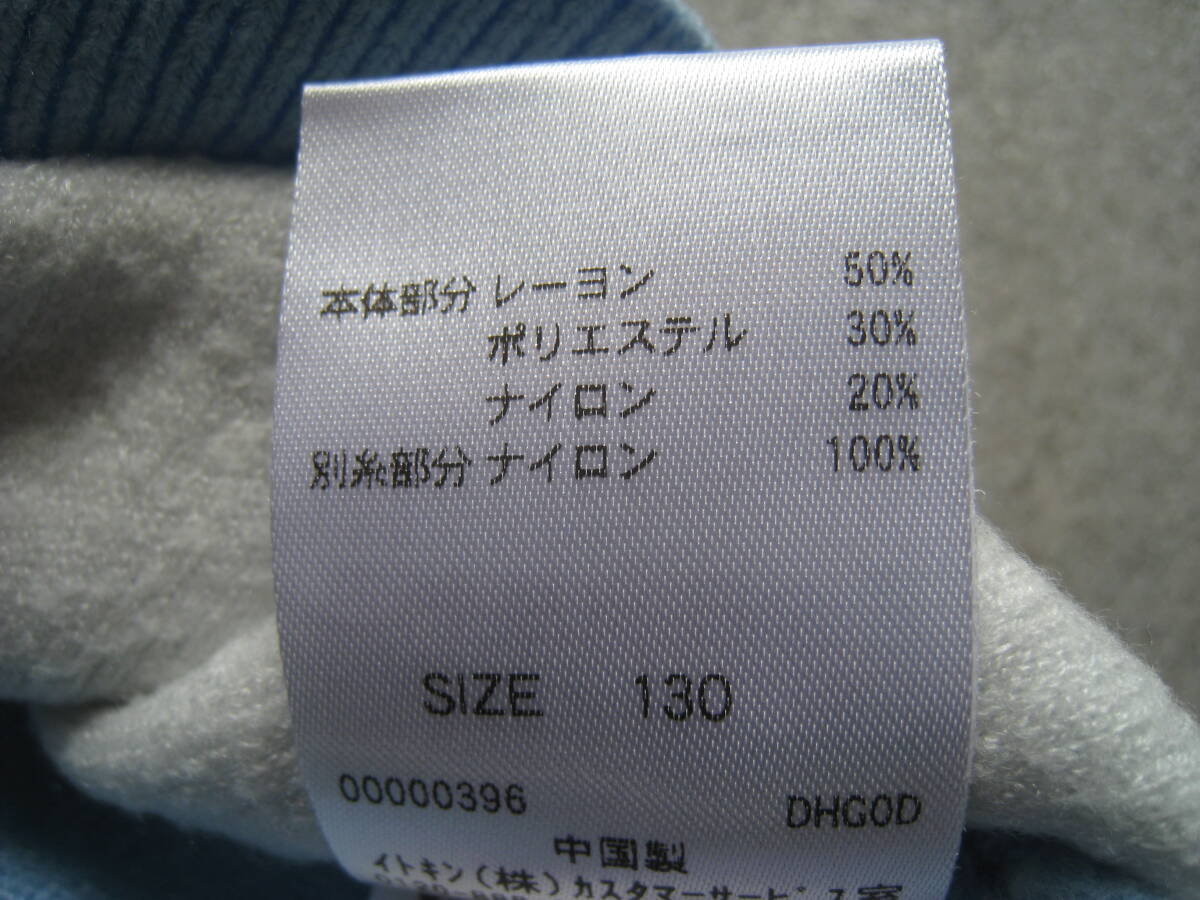 本体部分 レーヨン 50%
ポリエステル 30%
ナイロン 20%
別糸部分 ナイロン 100%
SIZE 130
00000396 DHG0D
中国製
イトキン(株)カスタマーサービス室